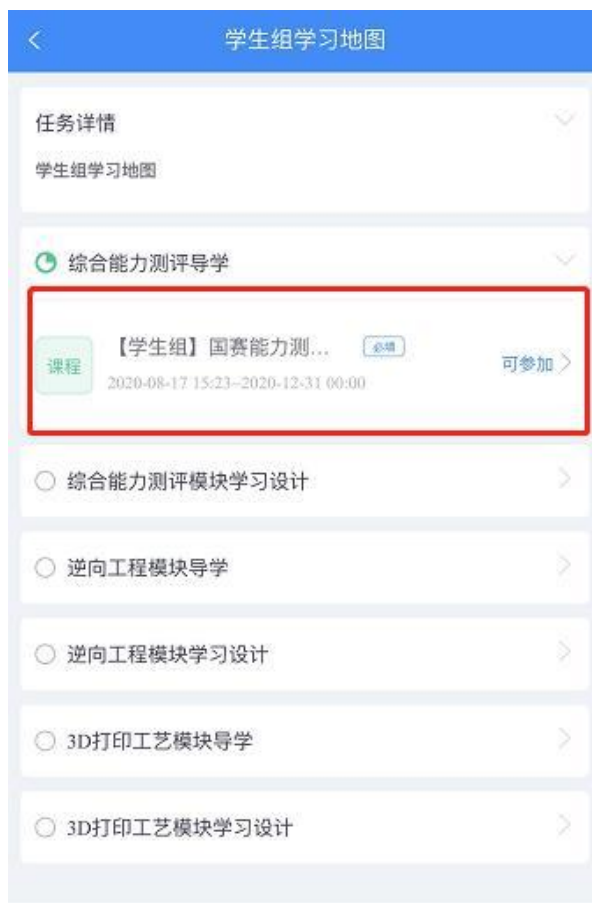 学生组学习地图
任务详情
学生组学习地图
综合能力测评导学
【学生组】国赛能力测... 必填
课程
可参加
2020-08-17 15:23--2020-12-31 00:00
综合能力测评模块学习设计
逆向工程模块导学
逆向工程模块学习设计
3D打印工艺模块导学
3D打印工艺模块学习设计